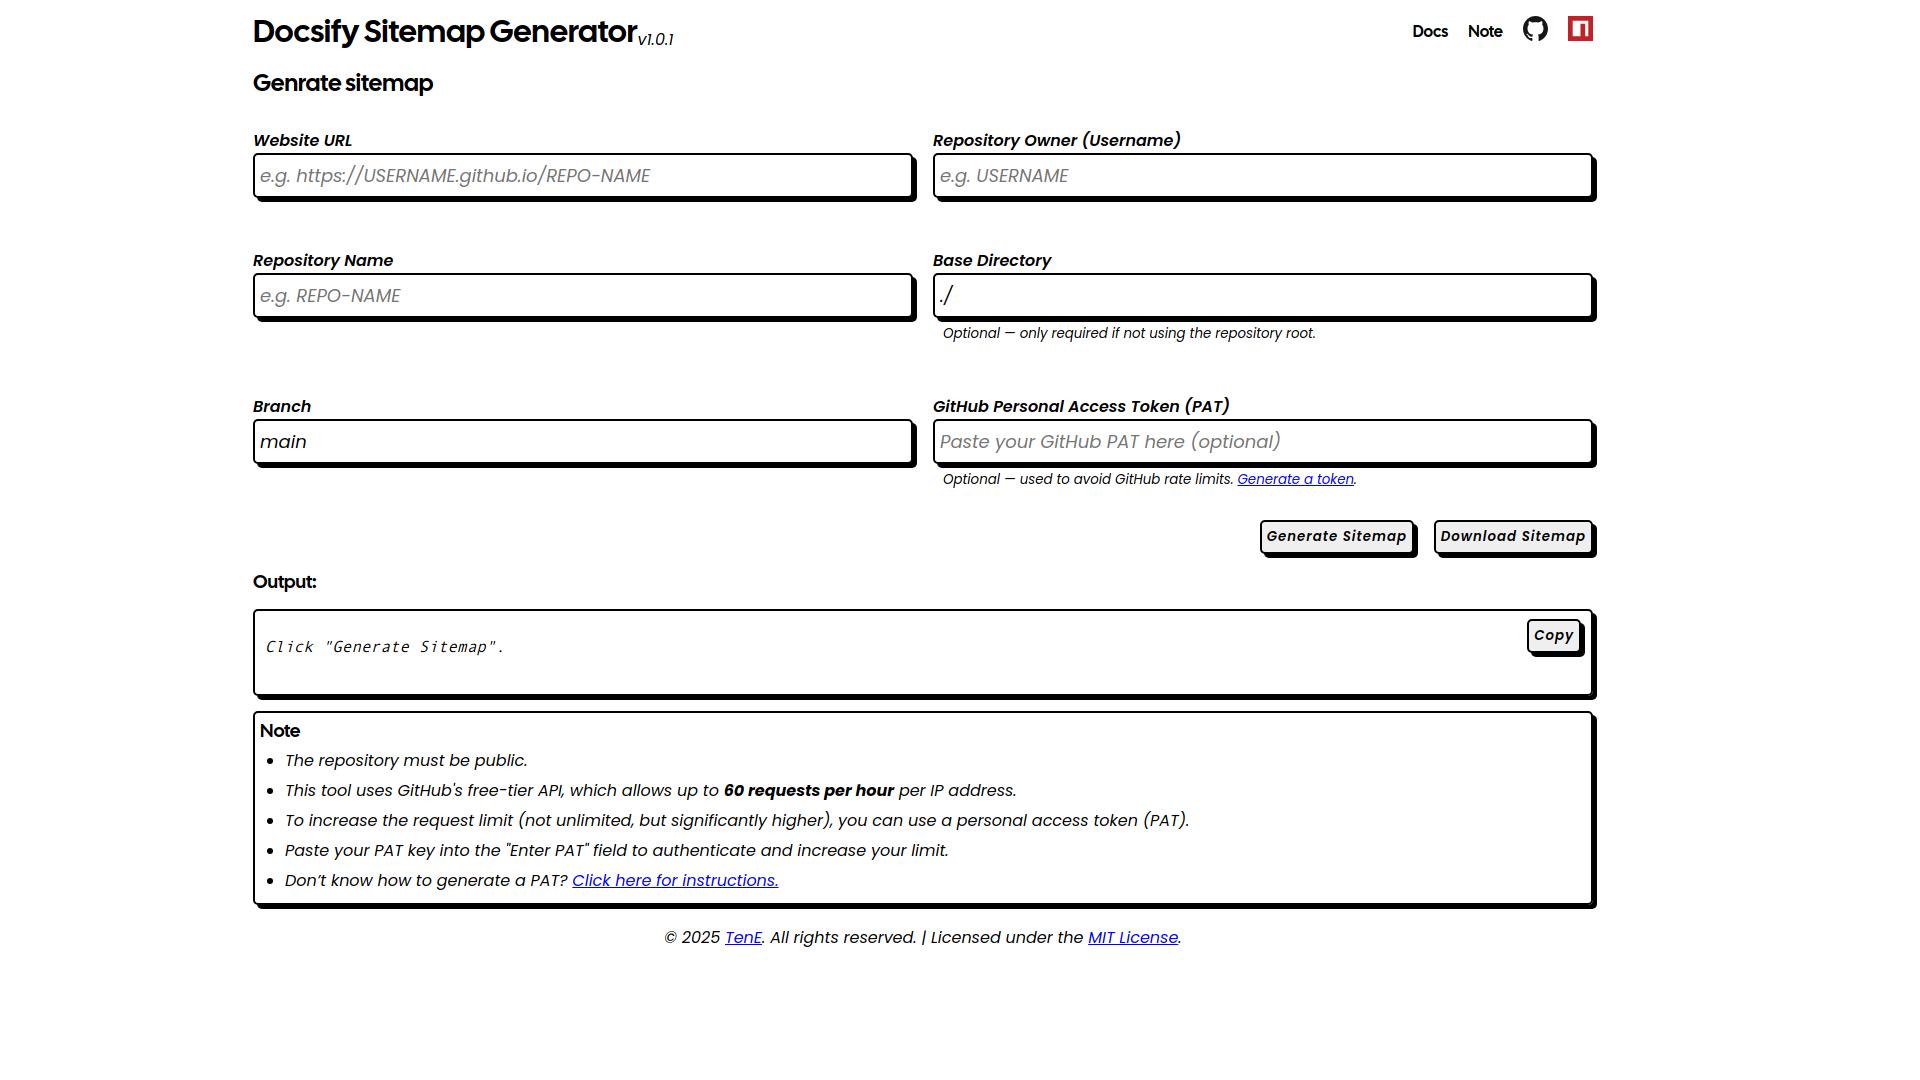 Docsify Sitemap Generator v1.0.1
Docs
Note
Genrate sitemap
Website URL
e.g. https://USERNAME.github.io/REPO-NAME
Repository Owner (Username)
e.g. USERNAME
Repository Name
e.g. REPO-NAME
Base Directory
./
Optional — only required if not using the repository root.
Branch
main
GitHub Personal Access Token (PAT)
Paste your GitHub PAT here (optional)
Optional — used to avoid GitHub rate limits. Generate a token.
Generate Sitemap
Download Sitemap
Output:
Click "Generate Sitemap".
Copy
Note
The repository must be public.
This tool uses GitHub's free-tier API, which allows up to 60 requests per hour per IP address.
To increase the request limit (not unlimited, but significantly higher), you can use a personal access token (PAT).
Paste your PAT key into the "Enter PAT" field to authenticate and increase your limit.
Don't know how to generate a PAT? Click here for instructions.
© 2025 TenE. All rights reserved. | Licensed under the MIT License.